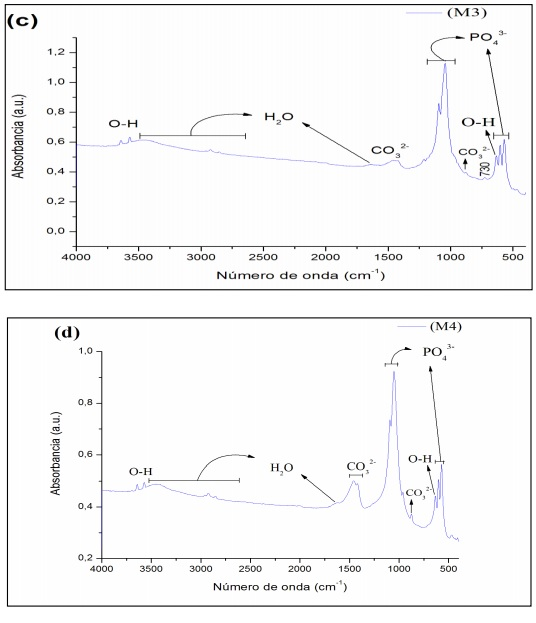 (c)
(M3)
PO₄³⁻
1,2
1,0
0,8
0,6
0,4
0,2
0,0
Absorbancia (a.u.)
O-H
H₂O
CO₃²⁻
O-H
CO₃²⁻
730
4000 3500 3000 2500 2000 1500 1000 500
Número de onda (cm⁻¹)
(d)
(M4)
PO₄³⁻
1,0
0,8
0,6
0,4
0,2
Absorbancia (a.u.)
O-H
H₂O
CO₃²⁻
O-H
CO₃²⁻
4000 3500 3000 2500 2000 1500 1000 500
Número de onda (cm⁻¹)